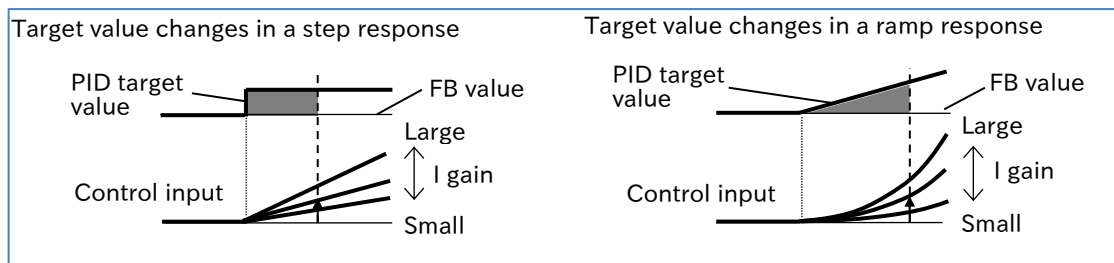 Target value changes in a step response
PID target
value
FB value
Large
I gain
Control input
Small
Target value changes in a ramp response
PID target
value
FB value
Large
I gain
Control input
Small